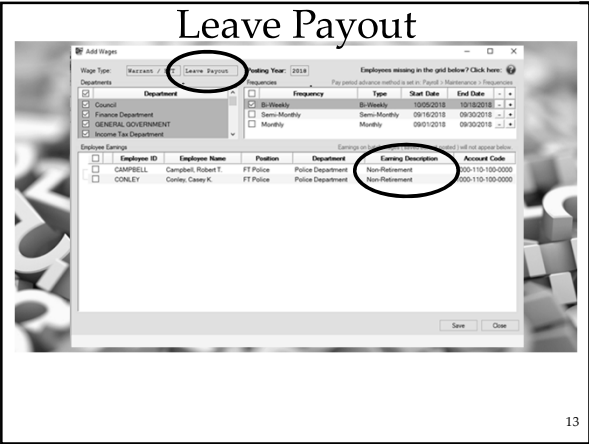 Leave Payout
Add Wages
Wage Type: Warrant / EFT Leave Payout Posting Year: 2018 Employees missing in the grid below? Click here:
Departments Frequencies Pay period advance method is set in: Payroll > Maintenance > Frequencies
Department Frequency Type Start Date End Date - +
Council Bi-Weekly Bi-Weekly 10/05/2018 10/18/2018 - +
Finance Department Semi-Monthly Semi-Monthly 09/16/2018 09/30/2018 - +
GENERAL GOVERNMENT Monthly Monthly 09/01/2018 09/30/2018 - +
Income Tax Department
Employee Earnings Earnings on ) will not appear below.
Employee ID Employee Name Position Department Earning Description Account Code
CAMPBELL Campbell, Robert T. FT Police Police Department Non-Retirement 000-110-100-0000
CONLEY Conley, Casey K. FT Police Police Department Non-Retirement 000-110-100-0000
Save Close
13